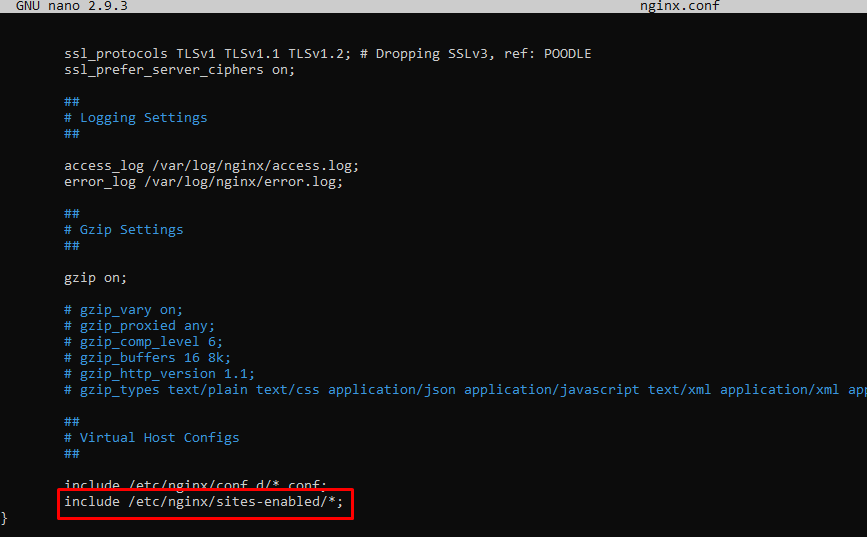 GNU nano 2.9.3 nginx.conf
ssl_protocols TLSv1 TLSv1.1 TLSv1.2; # Dropping SSLv3, ref: POODLE
ssl_prefer_server_ciphers on;
##
# Logging Settings
##
access_log /var/log/nginx/access.log;
error_log /var/log/nginx/error.log;
##
# Gzip Settings
##
gzip on;
# gzip_vary on;
# gzip_proxied any;
# gzip_comp_level 6;
# gzip_buffers 16 8k;
# gzip_http_version 1.1;
# gzip_types text/plain text/css application/json application/javascript text/xml application/xml app
##
# Virtual Host Configs
##
include /etc/nginx/conf.d/*.conf;
include /etc/nginx/sites-enabled/*;
}